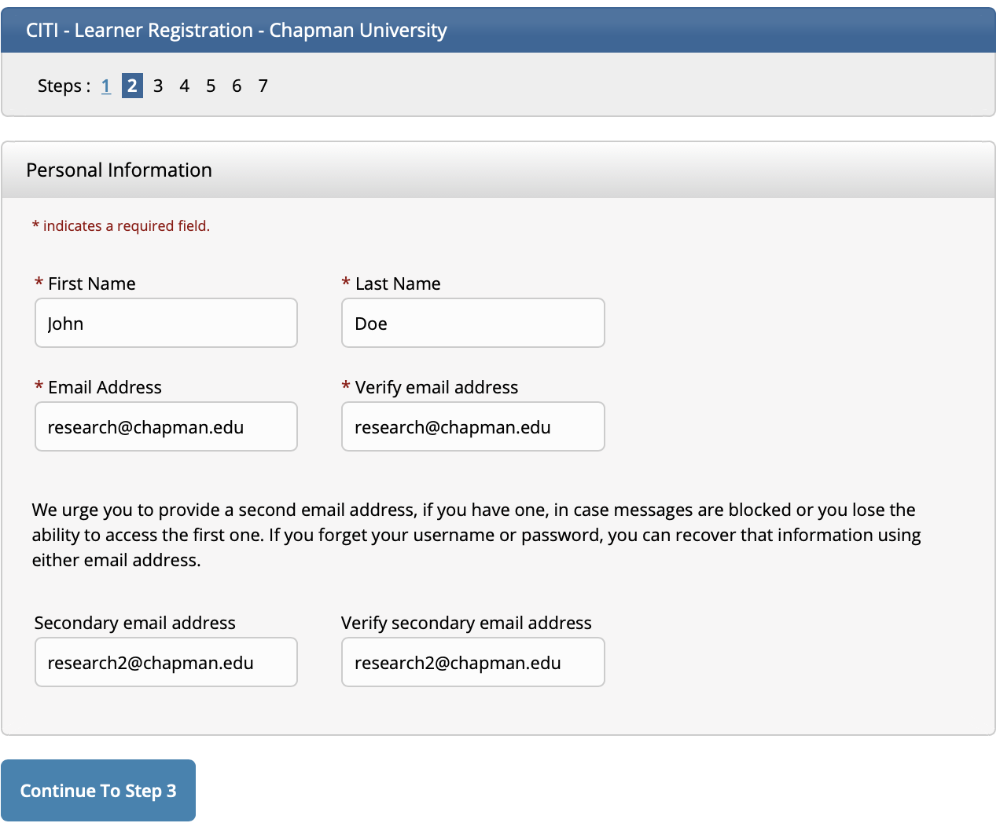 CITI - Learner Registration - Chapman University
Steps : 1 2 3 4 5 6 7
Personal Information
* indicates a required field.
* First Name * Last Name
John Doe
* Email Address * Verify email address
research@chapman.edu research@chapman.edu
We urge you to provide a second email address, if you have one, in case messages are blocked or you lose the
ability to access the first one. If you forget your username or password, you can recover that information using
either email address.
Secondary email address Verify secondary email address
research2@chapman.edu research2@chapman.edu
Continue To Step 3